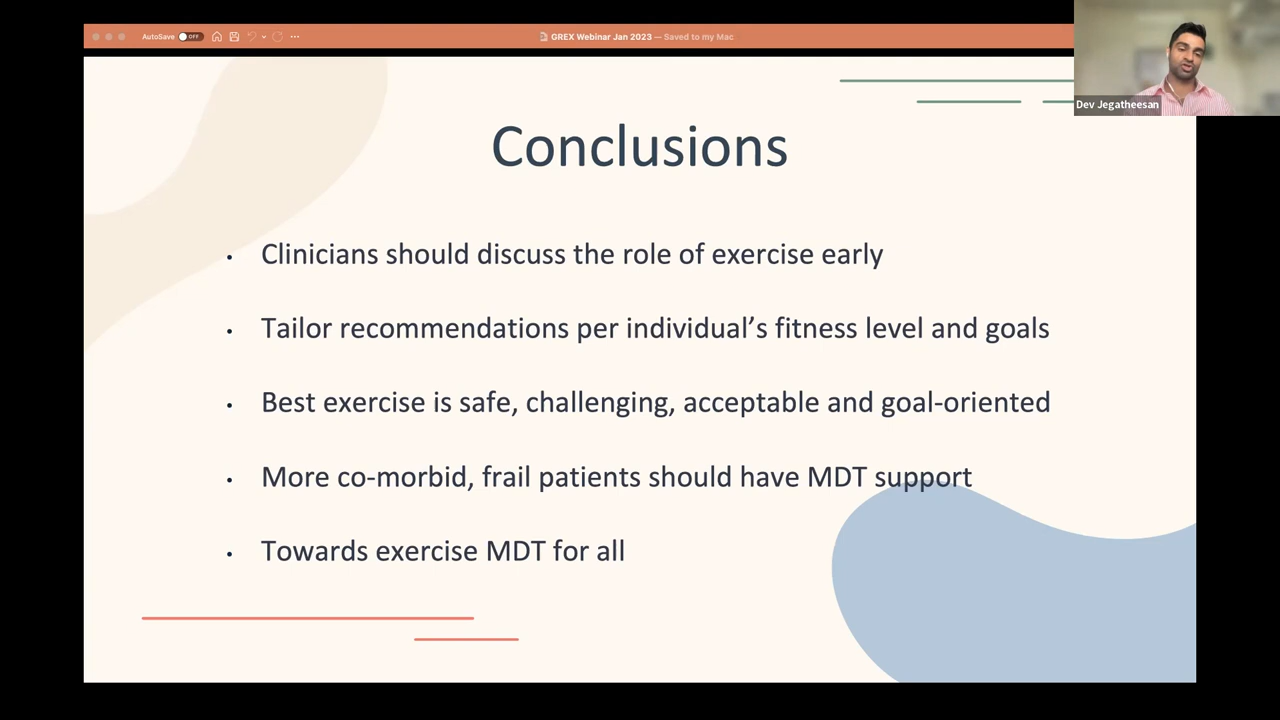 AutoSave OFF
GREX Webinar Jan 2023 — Saved to my Mac
Dev Jegatheesan
Conclusions
• Clinicians should discuss the role of exercise early
• Tailor recommendations per individual’s fitness level and goals
• Best exercise is safe, challenging, acceptable and goal-oriented
• More co-morbid, frail patients should have MDT support
• Towards exercise MDT for all